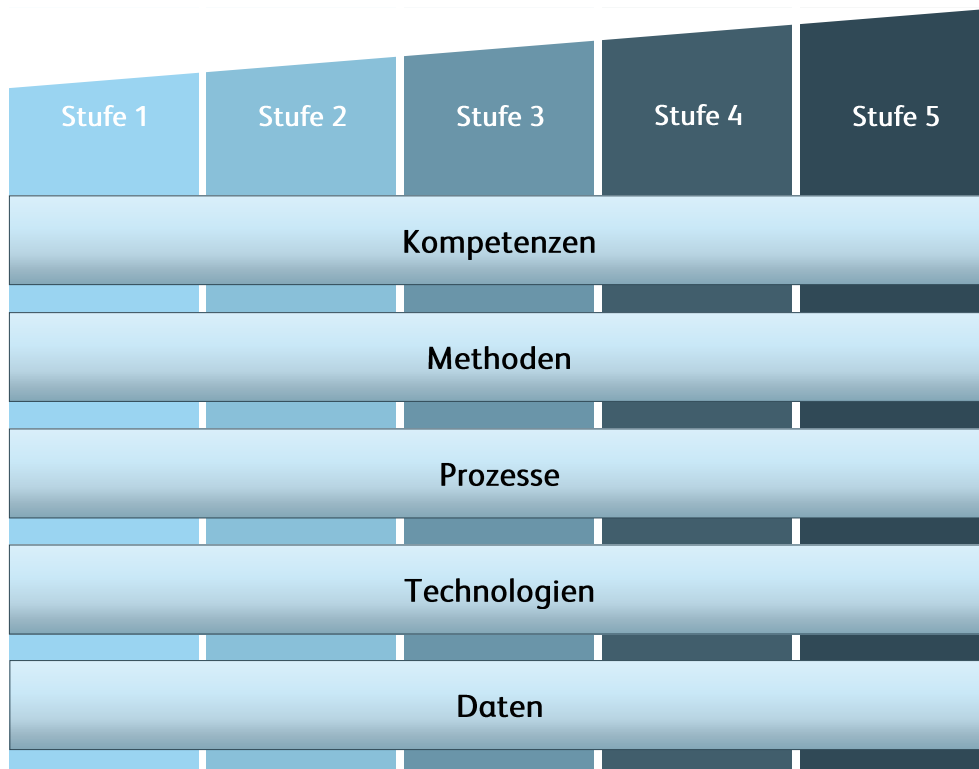 Stufe 1
Stufe 2
Stufe 3
Stufe 4
Stufe 5
Kompetenzen
Methoden
Prozesse
Technologien
Daten